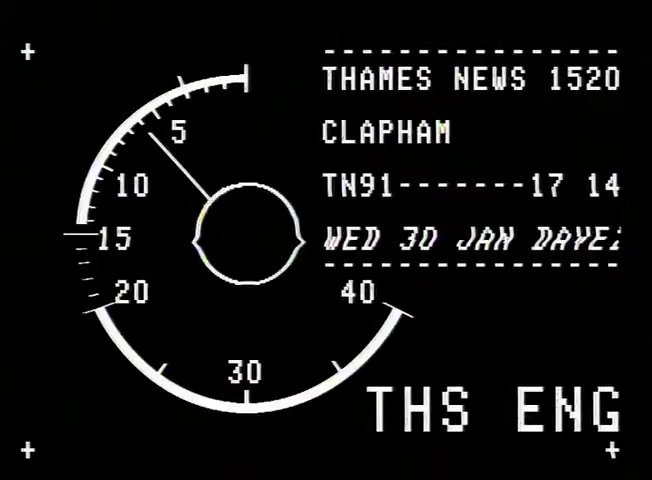 THAMES NEWS 1520
CLAPHAM
TN91-------17 14
WED 30 JAN
5
10
15
20
30
40
THS ENG